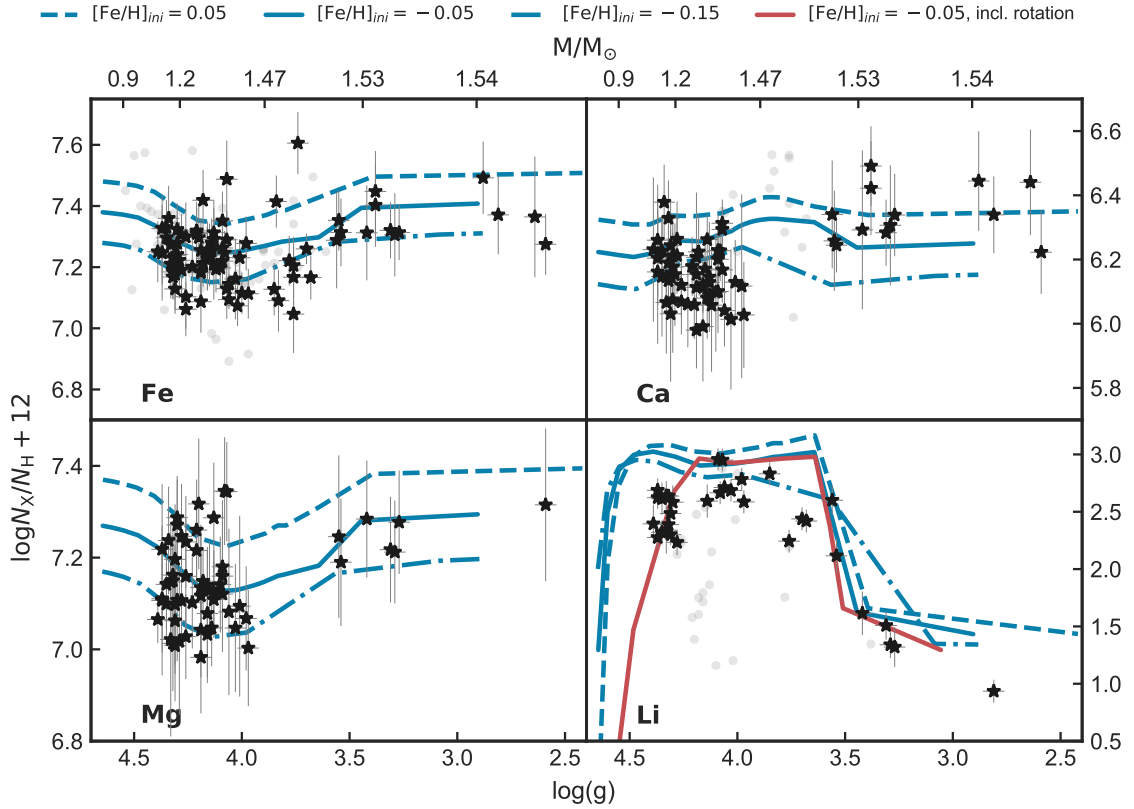 [Fe/H]ini = 0.05 [Fe/H]ini = −0.05 [Fe/H]ini = −0.15 [Fe/H]ini = −0.05, incl. rotation
M/M⊙
0.9 1.2 1.47 1.53 1.54 0.9 1.2 1.47 1.53 1.54
7.6
7.4
7.2
7.0
6.8
Fe
6.6
6.4
6.2
6.0
5.8
Ca
logNX/NH + 12
7.4
7.2
7.0
6.8
Mg
3.0
2.5
2.0
1.5
1.0
0.5
Li
4.5 4.0 3.5 3.0 2.5 4.5 4.0 3.5 3.0 2.5
log(g) log(g)